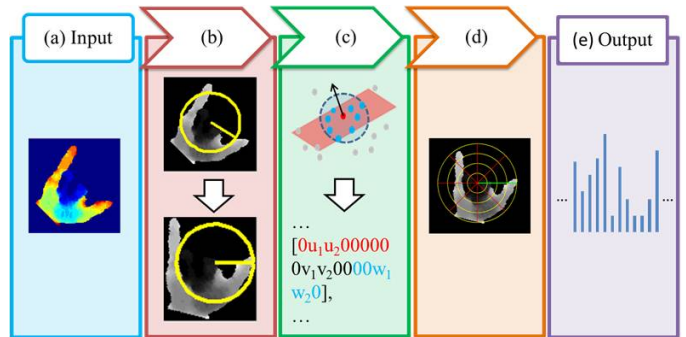 (a) Input
(b)
(c)
(d)
(e) Output
...
[0u₁u₂00000
0v₁v₂0000w₁
w₂0],
...
... ...